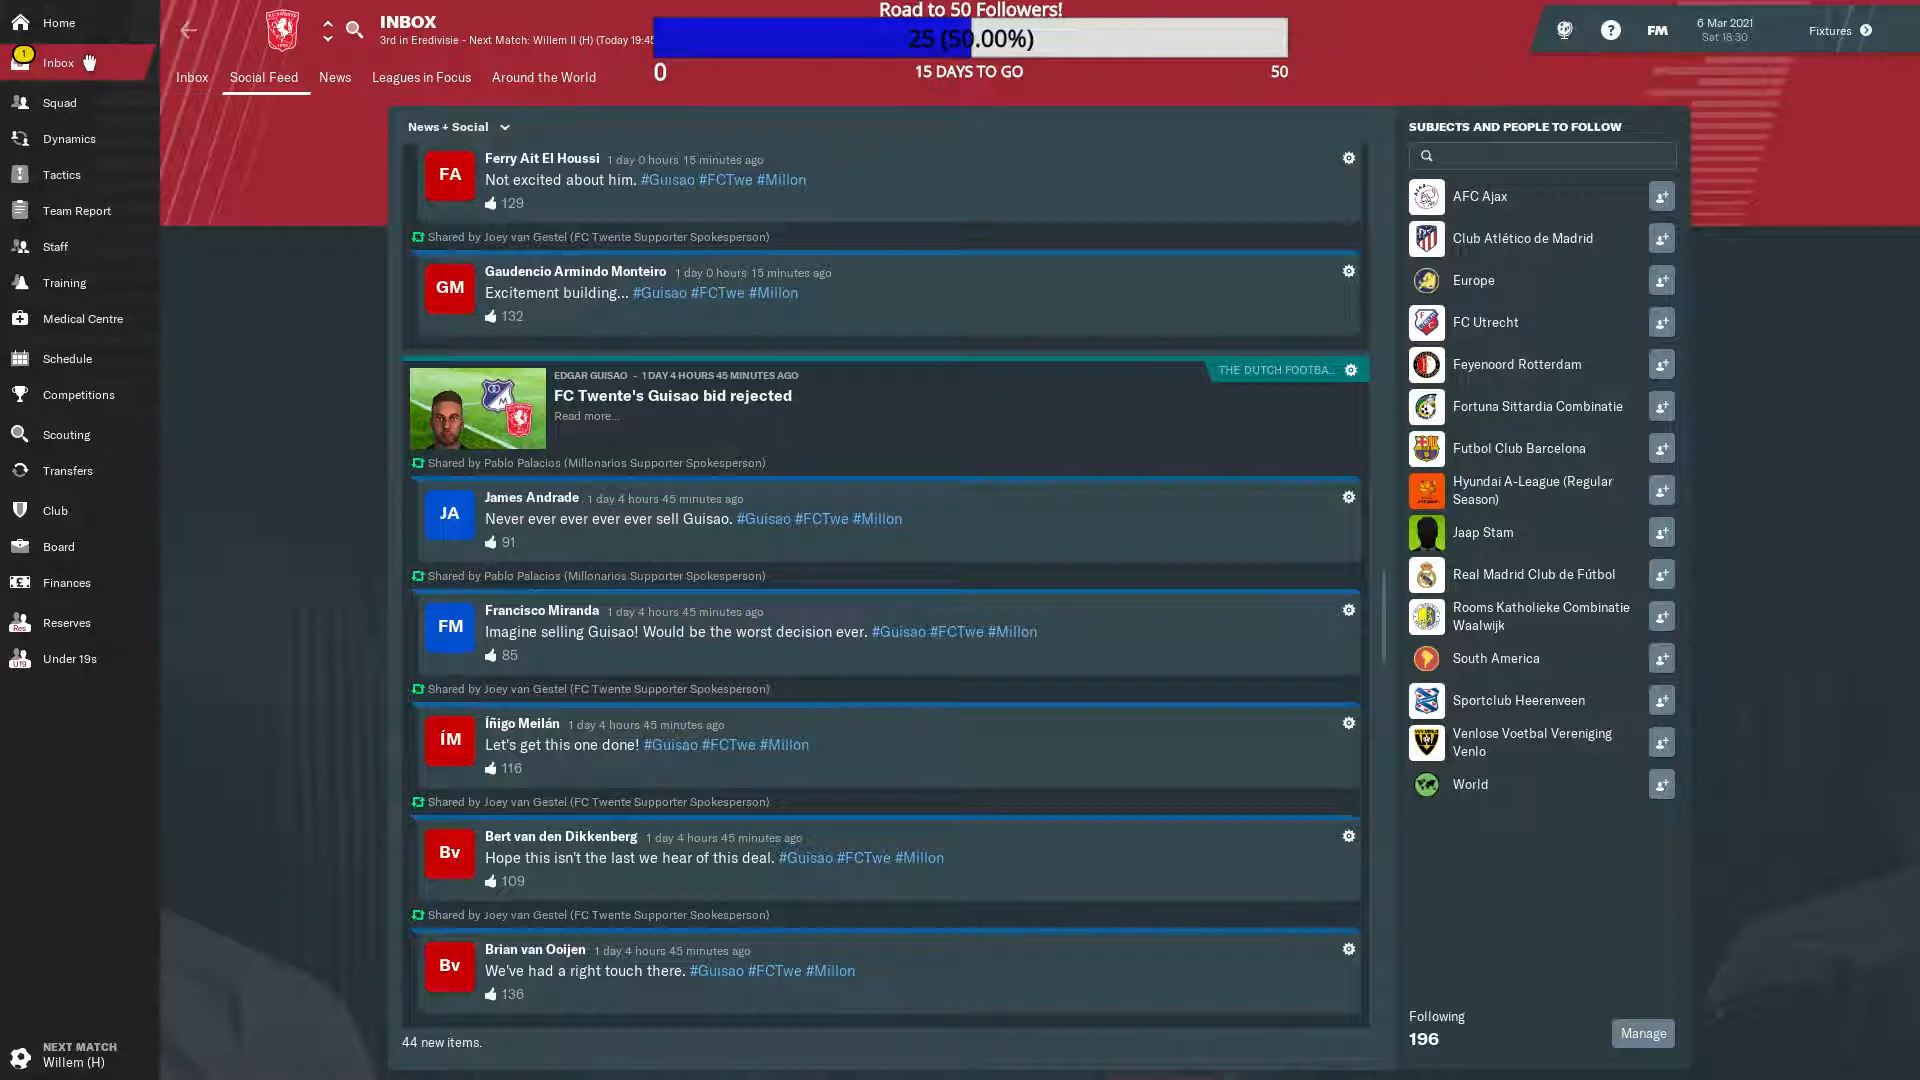 Home
1
Inbox
Squad
Dynamics
Tactics
Team Report
Staff
Training
Medical Centre
Schedule
Competitions
Scouting
Transfers
Club
Board
Finances
Res
Reserves
U19
Under 19s
NEXT MATCH
Willem (H)
INBOX
3rd in Eredivisie - Next Match: Willem II (H) (Today 19:45
Inbox
Social Feed
News
Leagues in Focus
Around the World
Road to 50 Followers!
25 (50.00%)
0
15 DAYS TO GO
50
?
FM
6 Mar 2021
Sat 18:30
Fixtures
News + Social
FA
Ferry Ait El Houssi 1 day 0 hours 15 minutes ago
Not excited about him. #Guisao #FCTwe #Millon
129
Shared by Joey van Gestel (FC Twente Supporter Spokesperson)
GM
Gaudencio Armindo Monteiro 1 day 0 hours 15 minutes ago
Excitement building... #Guisao #FCTwe #Millon
132
EDGAR GUISAO - 1 DAY 4 HOURS 45 MINUTES AGO
THE DUTCH FOOTBA...
FC Twente's Guisao bid rejected
Read more...
Shared by Pablo Palacios (Millonarios Supporter Spokesperson)
JA
James Andrade 1 day 4 hours 45 minutes ago
Never ever ever ever ever sell Guisao. #Guisao #FCTwe #Millon
91
Shared by Pablo Palacios (Millonarios Supporter Spokesperson)
FM
Francisco Miranda 1 day 4 hours 45 minutes ago
Imagine selling Guisao! Would be the worst decision ever. #Guisao #FCTwe #Millon
85
Shared by Joey van Gestel (FC Twente Supporter Spokesperson)
ÍM
Íñigo Meilán 1 day 4 hours 45 minutes ago
Let's get this one done! #Guisao #FCTwe #Millon
116
Shared by Joey van Gestel (FC Twente Supporter Spokesperson)
Bv
Bert van den Dikkenberg 1 day 4 hours 45 minutes ago
Hope this isn't the last we hear of this deal. #Guisao #FCTwe #Millon
109
Shared by Joey van Gestel (FC Twente Supporter Spokesperson)
Bv
Brian van Ooijen 1 day 4 hours 45 minutes ago
We've had a right touch there. #Guisao #FCTwe #Millon
136
44 new items.
SUBJECTS AND PEOPLE TO FOLLOW
AFC Ajax
Club Atlético de Madrid
Europe
FC Utrecht
Feyenoord Rotterdam
Fortuna Sittardia Combinatie
Futbol Club Barcelona
Hyundai A-League (Regular
Season)
Jaap Stam
Real Madrid Club de Fútbol
Rooms Katholieke Combinatie
Waalwijk
South America
Sportclub Heerenveen
Venlose Voetbal Vereniging
Venlo
World
Following
196
Manage